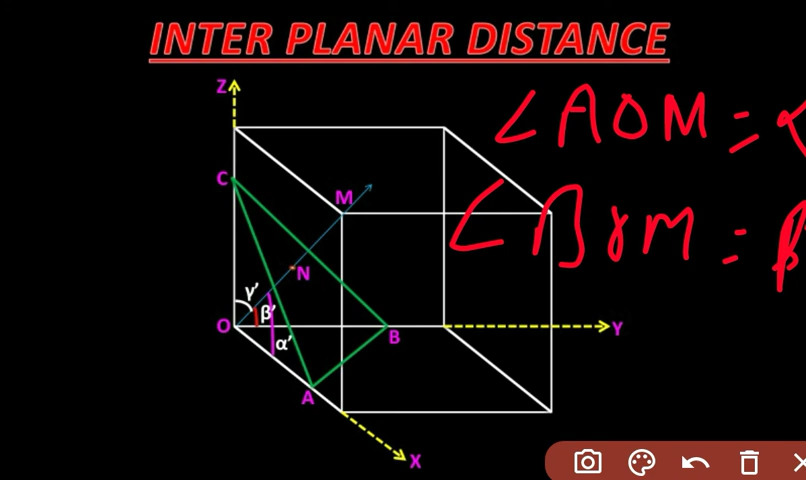 INTER PLANAR DISTANCE
Z
∠AOM = α
C
M
∠BOM = β
N
γ'
β'
O
Y
B
α'
A
X